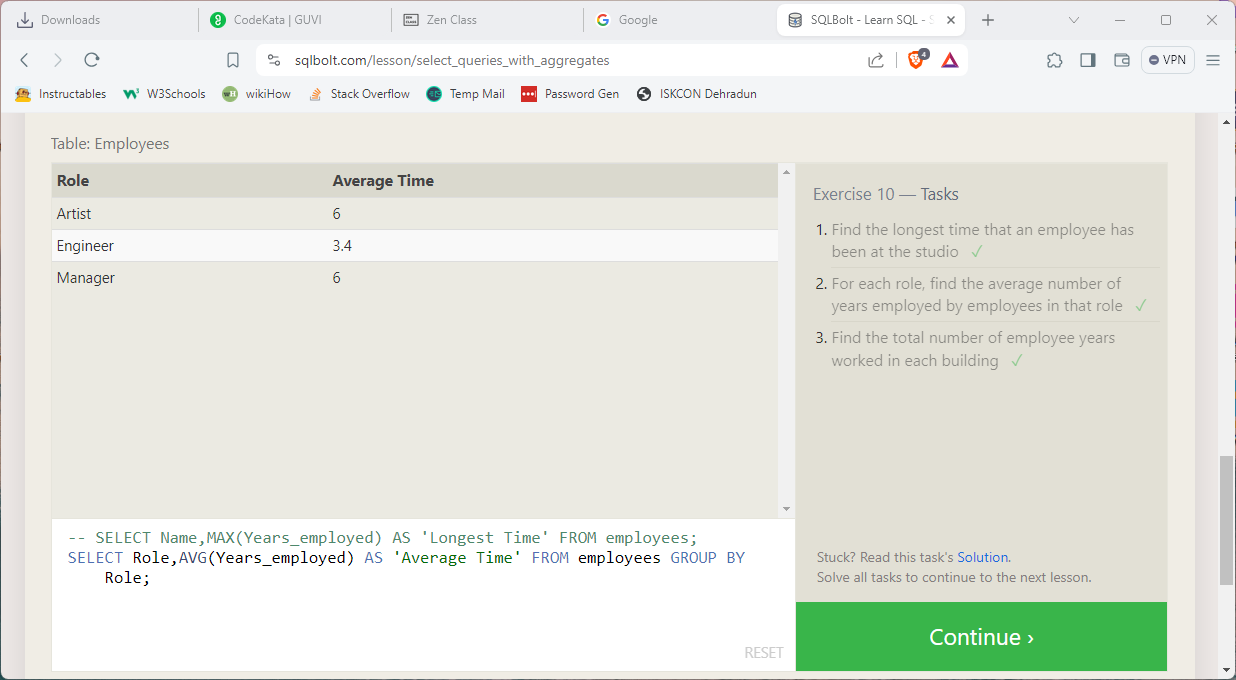 Downloads
CodeKata | GUVI
Zen Class
Google
SQLBolt - Learn SQL - S
sqlbolt.com/lesson/select_queries_with_aggregates
4
VPN
Instructables
W3Schools
wikiHow
Stack Overflow
Temp Mail
Password Gen
ISKCON Dehradun
Table: Employees
Role Average Time
Artist 6
Engineer 3.4
Manager 6
-- SELECT Name,MAX(Years_employed) AS 'Longest Time' FROM employees;
SELECT Role,AVG(Years_employed) AS 'Average Time' FROM employees GROUP BY
Role;
RESET
Exercise 10 — Tasks
1. Find the longest time that an employee has
been at the studio ✓
2. For each role, find the average number of
years employed by employees in that role ✓
3. Find the total number of employee years
worked in each building ✓
Stuck? Read this task's Solution.
Solve all tasks to continue to the next lesson.
Continue ›